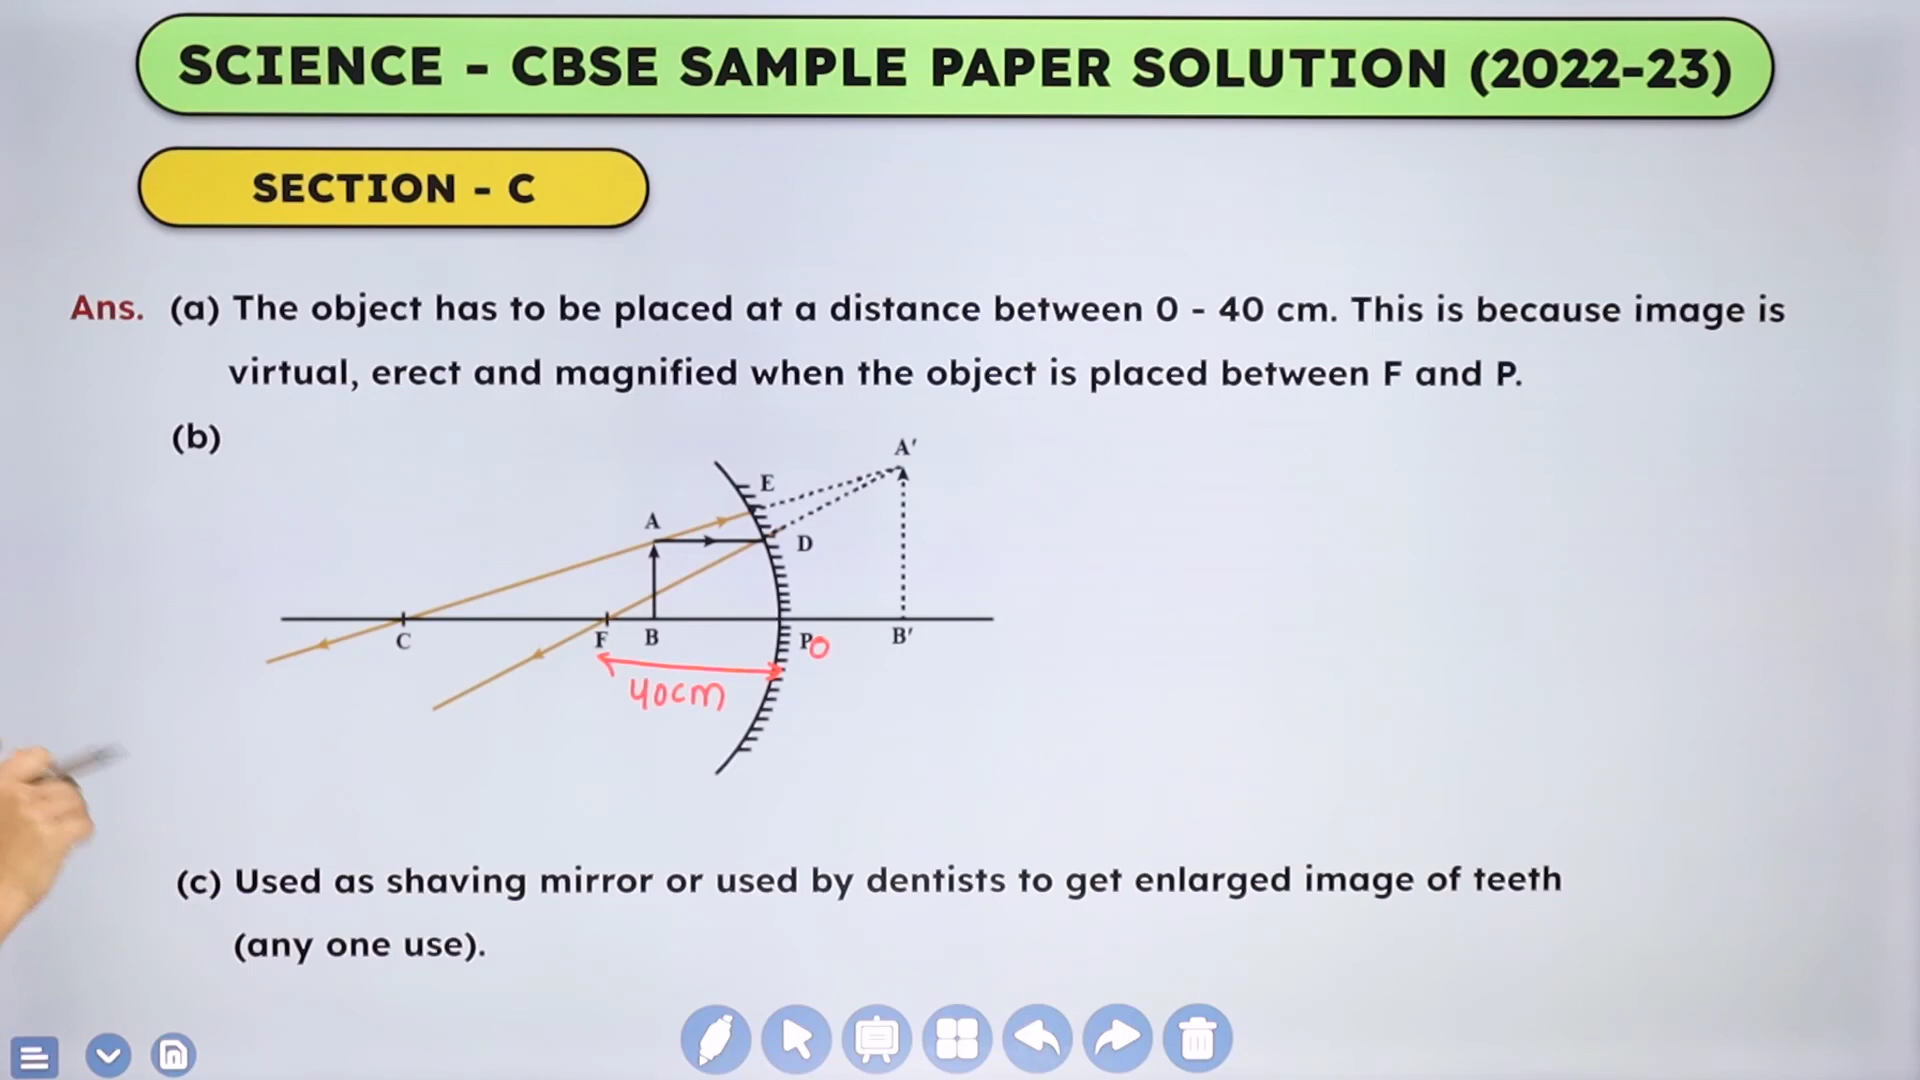 SCIENCE - CBSE SAMPLE PAPER SOLUTION (2022-23)
SECTION - C
Ans. (a) The object has to be placed at a distance between 0 - 40 cm. This is because image is
virtual, erect and magnified when the object is placed between F and P.
(b)
A'
E
A
D
C F B P O B'
40cm
(c) Used as shaving mirror or used by dentists to get enlarged image of teeth
(any one use).